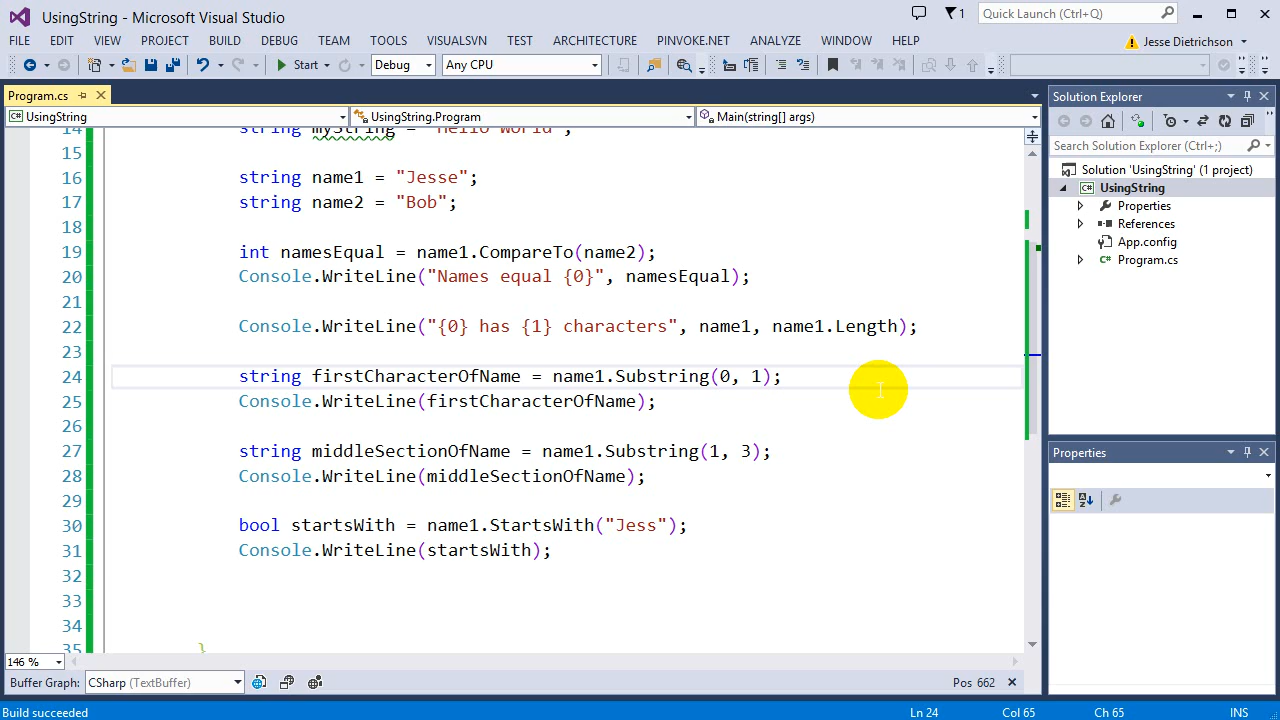 UsingString - Microsoft Visual Studio
1
Quick Launch (Ctrl+Q)
FILE EDIT VIEW PROJECT BUILD DEBUG TEAM TOOLS VISUALSVN TEST ARCHITECTURE PINVOKE.NET ANALYZE WINDOW HELP
Jesse Dietrichson
Start Debug Any CPU
Program.cs
UsingString UsingString.Program Main(string[] args)
14 string myString = "Hello World";
15
16 string name1 = "Jesse";
17 string name2 = "Bob";
18
19 int namesEqual = name1.CompareTo(name2);
20 Console.WriteLine("Names equal {0}", namesEqual);
21
22 Console.WriteLine("{0} has {1} characters", name1, name1.Length);
23
24 string firstCharacterOfName = name1.Substring(0, 1);
25 Console.WriteLine(firstCharacterOfName);
26
27 string middleSectionOfName = name1.Substring(1, 3);
28 Console.WriteLine(middleSectionOfName);
29
30 bool startsWith = name1.StartsWith("Jess");
31 Console.WriteLine(startsWith);
32
33
34
35 }
146 %
Buffer Graph: CSharp (TextBuffer) Pos 662
Build succeeded Ln 24 Col 65 Ch 65 INS
Solution Explorer
Search Solution Explorer (Ctrl+;)
Solution 'UsingString' (1 project)
C# UsingString
Properties
References
App.config
C# Program.cs
Properties